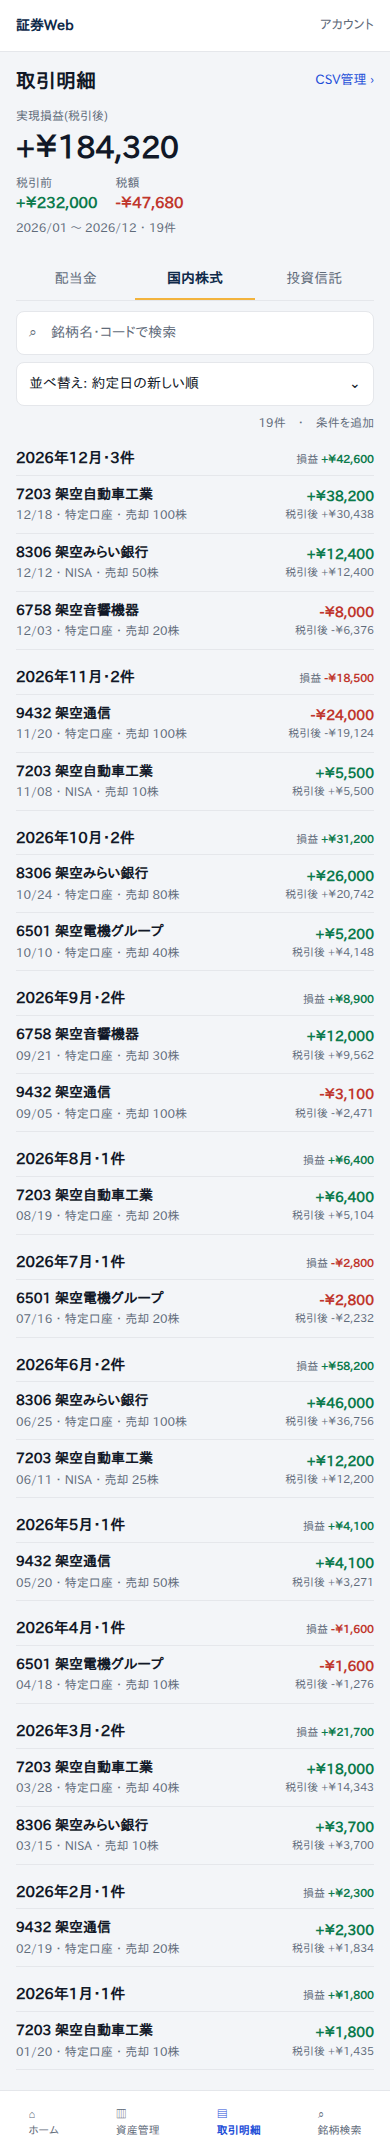 証券Web
アカウント
取引明細
CSV管理 ›
実現損益(税引後)
+¥184,320
税引前 税額
+¥232,000 -¥47,680
2026/01 〜 2026/12・19件
配当金 国内株式 投資信託
銘柄名・コードで検索
並べ替え: 約定日の新しい順
19件 ・ 条件を追加
2026年12月・3件 損益 +¥42,600
7203 架空自動車工業 +¥38,200
12/18・特定口座・売却 100株 税引後 +¥30,438
8306 架空みらい銀行 +¥12,400
12/12・NISA・売却 50株 税引後 +¥12,400
6758 架空音響機器 -¥8,000
12/03・特定口座・売却 20株 税引後 -¥6,376
2026年11月・2件 損益 -¥18,500
9432 架空通信 -¥24,000
11/20・特定口座・売却 100株 税引後 -¥19,124
7203 架空自動車工業 +¥5,500
11/08・NISA・売却 10株 税引後 +¥5,500
2026年10月・2件 損益 +¥31,200
8306 架空みらい銀行 +¥26,000
10/24・特定口座・売却 80株 税引後 +¥20,742
6501 架空電機グループ +¥5,200
10/10・特定口座・売却 40株 税引後 +¥4,148
2026年9月・2件 損益 +¥8,900
6758 架空音響機器 +¥12,000
09/21・特定口座・売却 30株 税引後 +¥9,562
9432 架空通信 -¥3,100
09/05・特定口座・売却 100株 税引後 -¥2,471
2026年8月・1件 損益 +¥6,400
7203 架空自動車工業 +¥6,400
08/19・特定口座・売却 20株 税引後 +¥5,104
2026年7月・1件 損益 -¥2,800
6501 架空電機グループ -¥2,800
07/16・特定口座・売却 20株 税引後 -¥2,232
2026年6月・2件 損益 +¥58,200
8306 架空みらい銀行 +¥46,000
06/25・特定口座・売却 100株 税引後 +¥36,756
7203 架空自動車工業 +¥12,200
06/11・NISA・売却 25株 税引後 +¥12,200
2026年5月・1件 損益 +¥4,100
9432 架空通信 +¥4,100
05/20・特定口座・売却 50株 税引後 +¥3,271
2026年4月・1件 損益 -¥1,600
6501 架空電機グループ -¥1,600
04/18・特定口座・売却 10株 税引後 -¥1,276
2026年3月・2件 損益 +¥21,700
7203 架空自動車工業 +¥18,000
03/28・特定口座・売却 40株 税引後 +¥14,343
8306 架空みらい銀行 +¥3,700
03/15・NISA・売却 10株 税引後 +¥3,700
2026年2月・1件 損益 +¥2,300
9432 架空通信 +¥2,300
02/19・特定口座・売却 20株 税引後 +¥1,834
2026年1月・1件 損益 +¥1,800
7203 架空自動車工業 +¥1,800
01/20・特定口座・売却 10株 税引後 +¥1,435
ホーム 資産管理 取引明細 銘柄検索